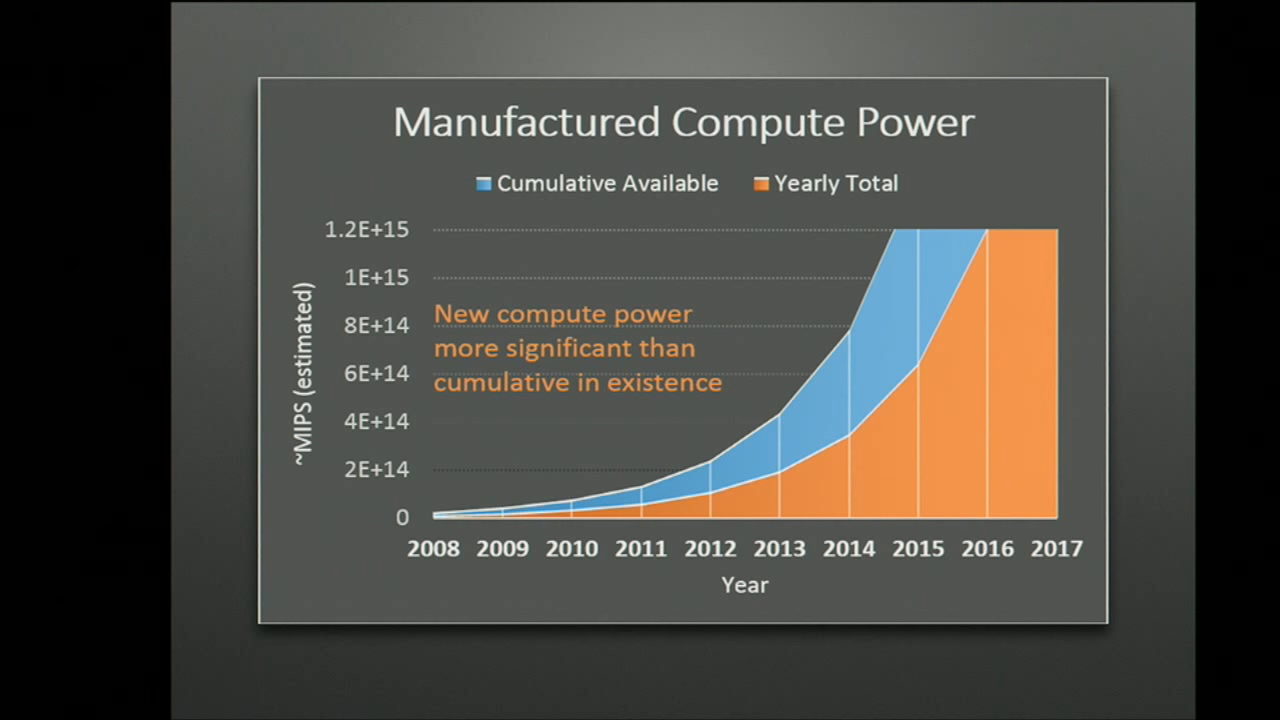 Manufactured Compute Power
Cumulative Available
Yearly Total
1.2E+15
1E+15
8E+14
6E+14
4E+14
2E+14
0
~MIPS (estimated)
New compute power
more significant than
cumulative in existence
2008 2009 2010 2011 2012 2013 2014 2015 2016 2017
Year